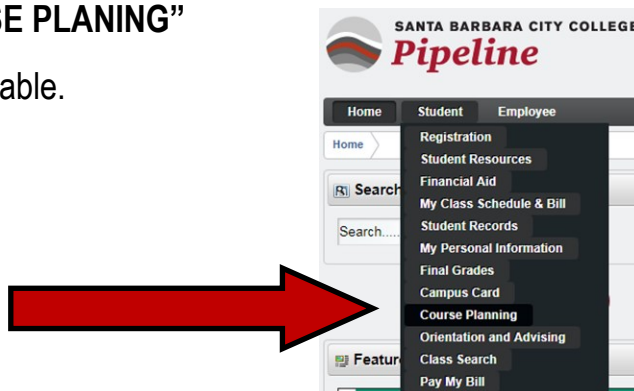 SE PLANING”
able.
SANTA BARBARA CITY COLLEGE
Pipeline
Home Student Employee
Home
Registration
Student Resources
Financial Aid
Search
My Class Schedule & Bill
Search.....
Student Records
My Personal Information
Final Grades
Campus Card
Course Planning
Orientation and Advising
Featur
Class Search
Pay My Bill